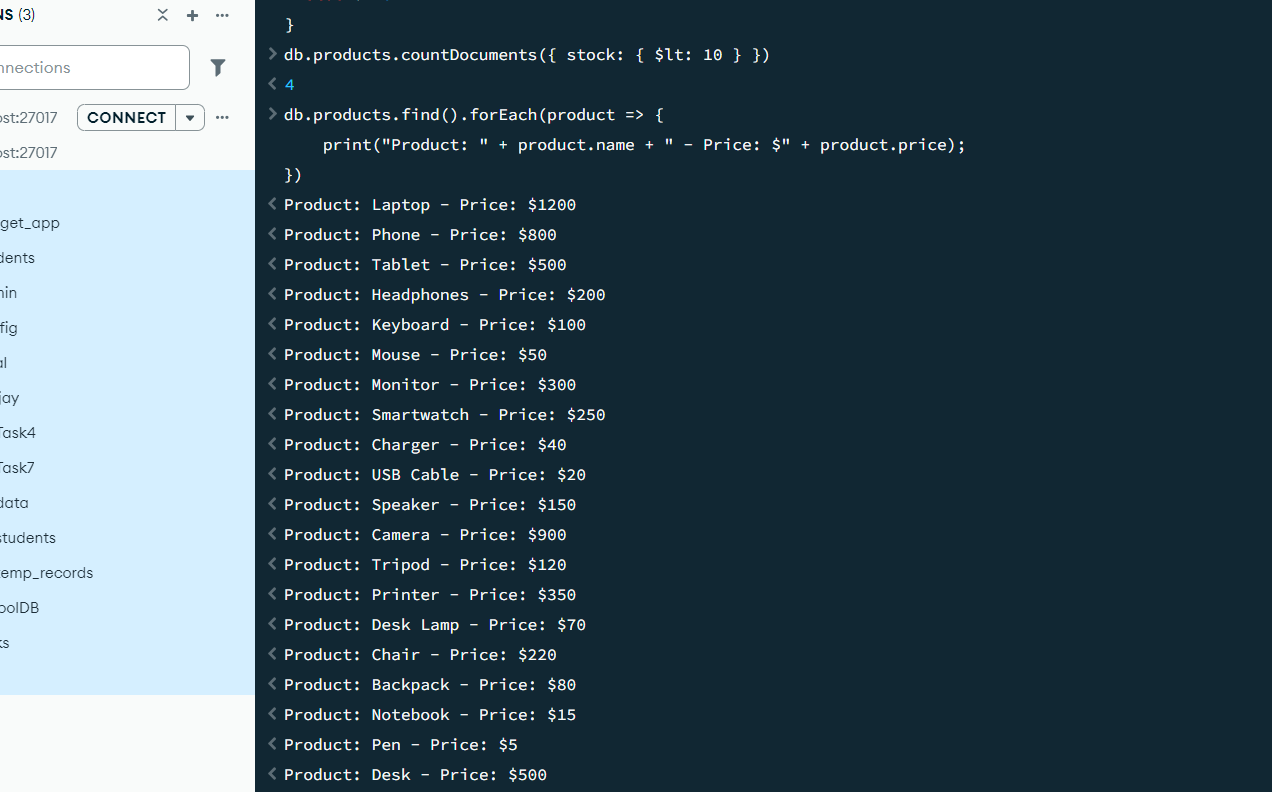 NS (3)
nnections
ost:27017 CONNECT
ost:27017
get_app
dents
min
fig
al
jay
Task4
Task7
data
students
temp_records
oolDB
ks
}
db.products.countDocuments({ stock: { $lt: 10 } })
4
db.products.find().forEach(product => {
print("Product: " + product.name + " - Price: $" + product.price);
})
Product: Laptop - Price: $1200
Product: Phone - Price: $800
Product: Tablet - Price: $500
Product: Headphones - Price: $200
Product: Keyboard - Price: $100
Product: Mouse - Price: $50
Product: Monitor - Price: $300
Product: Smartwatch - Price: $250
Product: Charger - Price: $40
Product: USB Cable - Price: $20
Product: Speaker - Price: $150
Product: Camera - Price: $900
Product: Tripod - Price: $120
Product: Printer - Price: $350
Product: Desk Lamp - Price: $70
Product: Chair - Price: $220
Product: Backpack - Price: $80
Product: Notebook - Price: $15
Product: Pen - Price: $5
Product: Desk - Price: $500